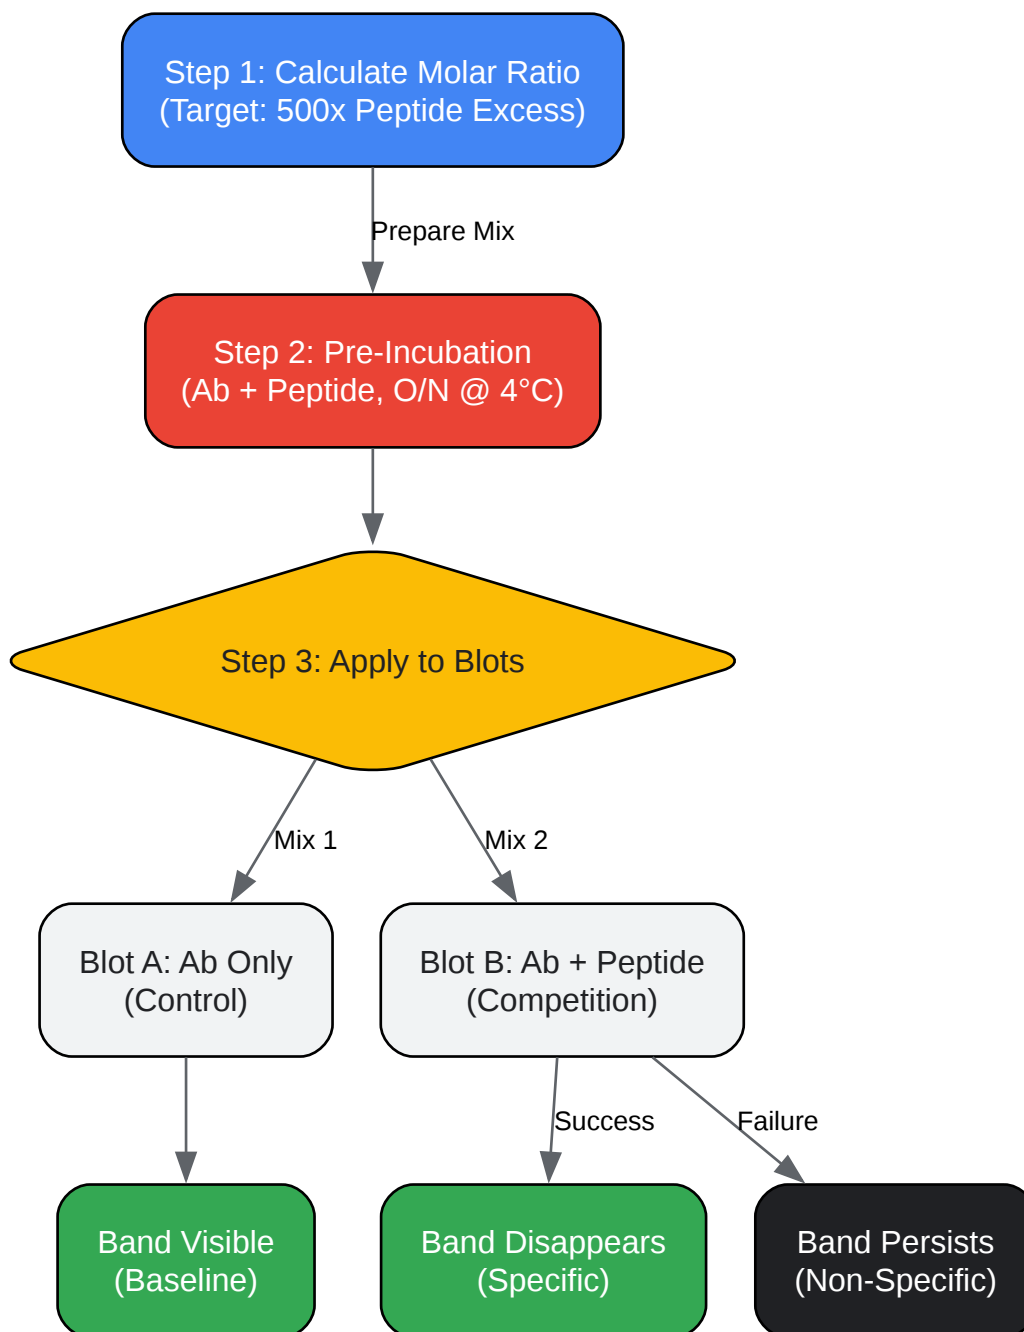 Step 1: Calculate Molar Ratio
(Target: 500x Peptide Excess)
Prepare Mix
Step 2: Pre-Incubation
(Ab + Peptide, O/N @ 4°C)
Step 3: Apply to Blots
Mix 1
Mix 2
Blot A: Ab Only
(Control)
Blot B: Ab + Peptide
(Competition)
Success
Failure
Band Visible
(Baseline)
Band Disappears
(Specific)
Band Persists
(Non-Specific)